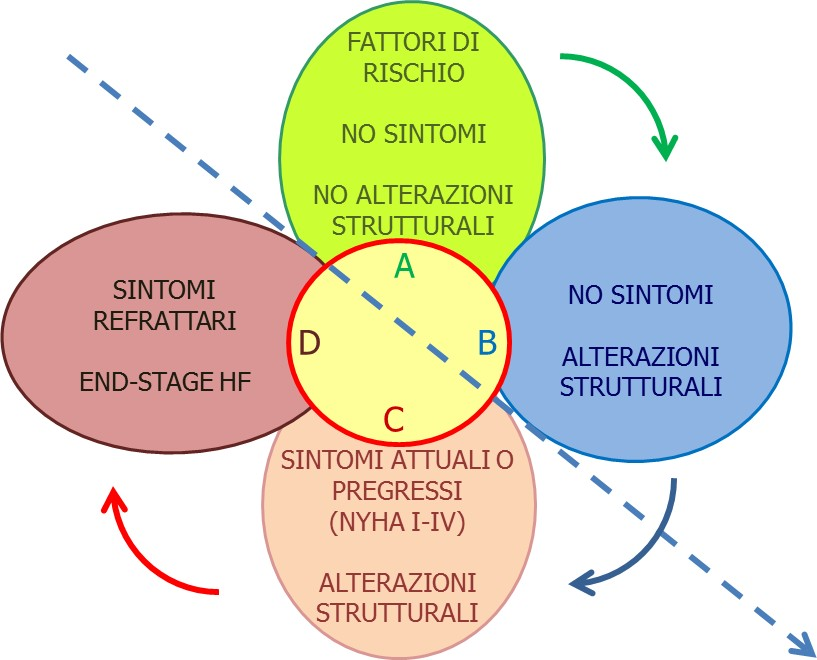 FATTORI DI
RISCHIO
NO SINTOMI
NO ALTERAZIONI
STRUTTURALI
A
NO SINTOMI
ALTERAZIONI
STRUTTURALI
B
C
SINTOMI ATTUALI O
PREGRESSI
(NYHA I-IV)
ALTERAZIONI
STRUTTURALI
SINTOMI
REFRATTARI
END-STAGE HF
D